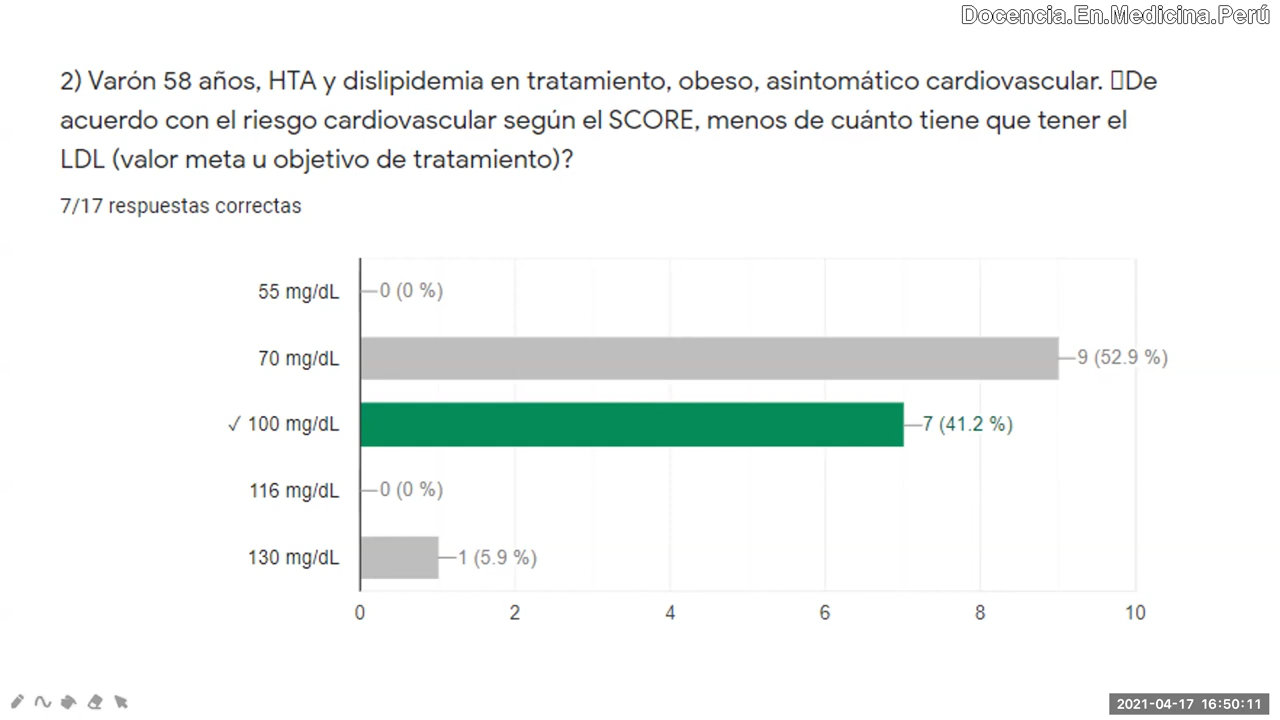 Docencia.En.Medicina.Perú
2) Varón 58 años, HTA y dislipidemia en tratamiento, obeso, asintomático cardiovascular. De
acuerdo con el riesgo cardiovascular según el SCORE, menos de cuánto tiene que tener el
LDL (valor meta u objetivo de tratamiento)?
7/17 respuestas correctas
55 mg/dL 0 (0 %)
70 mg/dL 9 (52.9 %)
✓ 100 mg/dL 7 (41.2 %)
116 mg/dL 0 (0 %)
130 mg/dL 1 (5.9 %)
0 2 4 6 8 10
2021-04-17 16:50:11